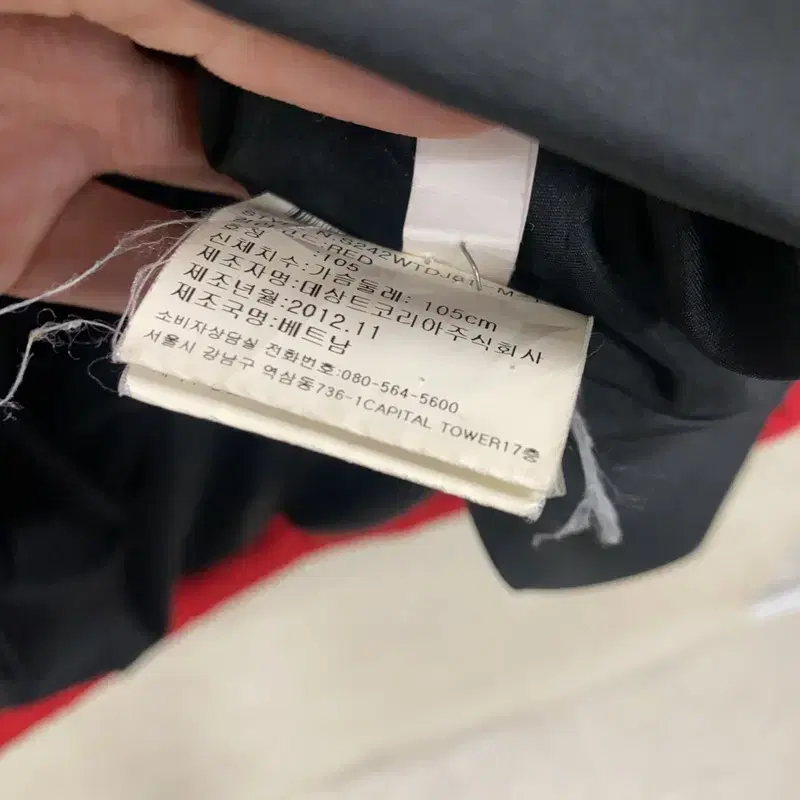 :RED
호칭 :105
신체치수:가슴둘레: 105cm
제조자명:데상트코리아주식회사
제조년월:2012.11
제조국명:베트남
소비자상담실 전화번호:080-564-5600
서울시 강남구 역삼동736-1CAPITAL TOWER17층